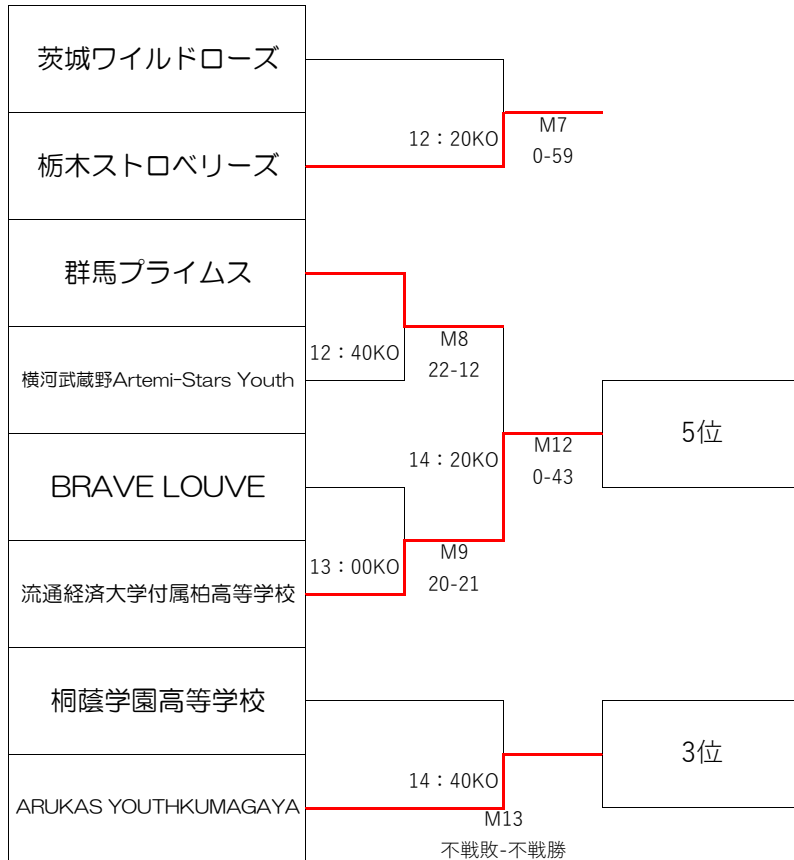 茨城ワイルドローズ
12：20KO
M7
0-59
栃木ストロベリーズ
群馬プライムス
12：40KO
M8
22-12
横河武蔵野Artemi-Stars Youth
5位
14：20KO
M12
0-43
BRAVE LOUVE
13：00KO
M9
20-21
流通経済大学付属柏高等学校
桐蔭学園高等学校
3位
14：40KO
ARUKAS YOUTHKUMAGAYA
M13
不戦敗-不戦勝